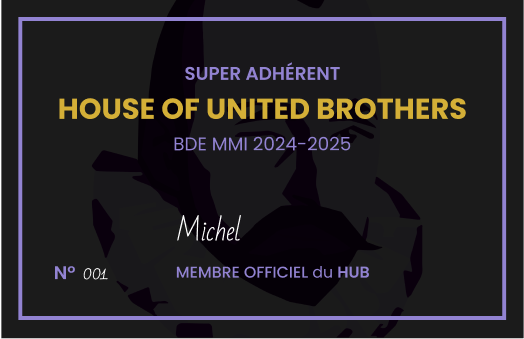 SUPER ADHÉRENT
HOUSE OF UNITED BROTHERS
BDE MMI 2024-2025
Michel
N° 001
MEMBRE OFFICIEL du HUB